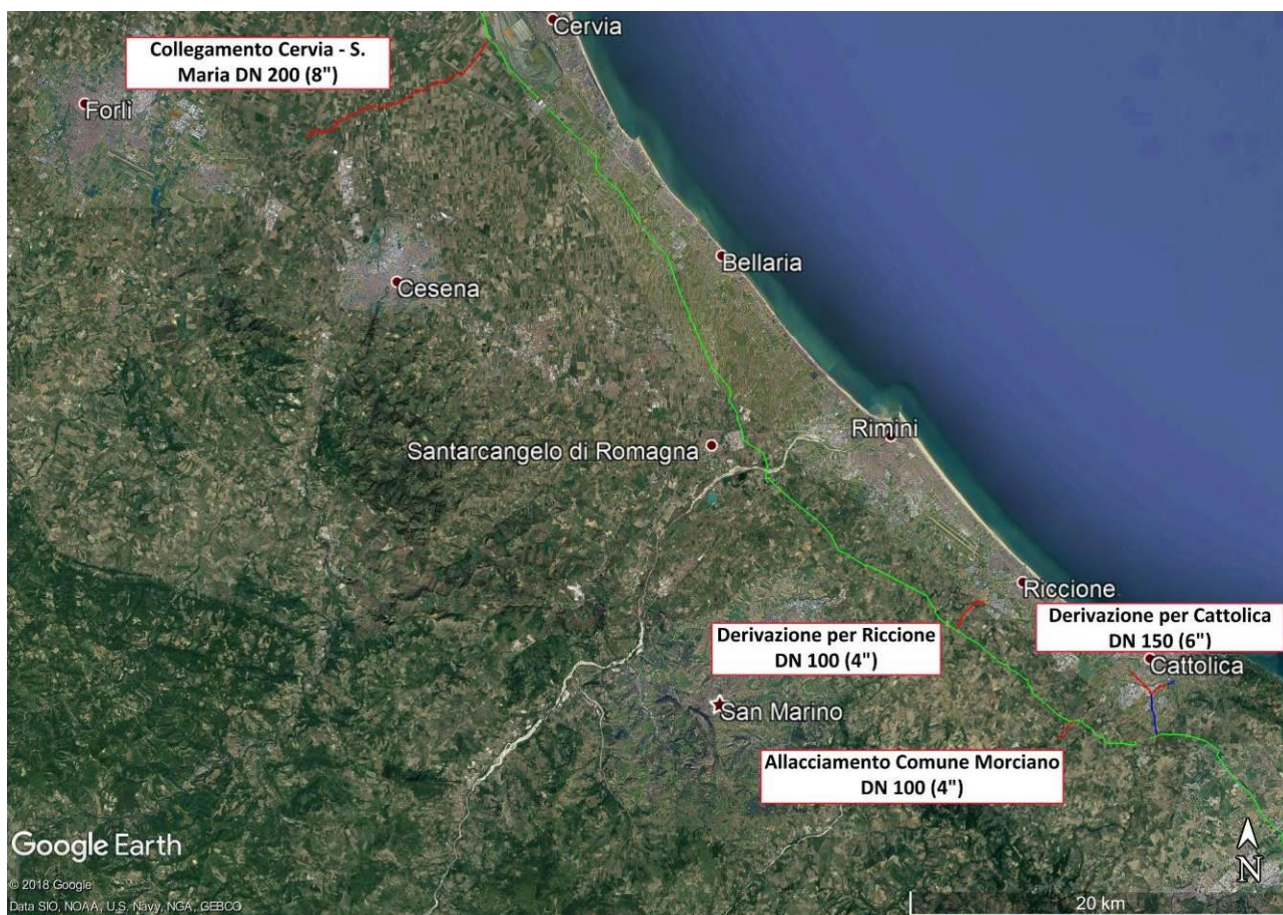 Cervia
Collegamento Cervia - S.
Maria DN 200 (8")
Forlì
Bellaria
Cesena
Rimini
Santarcangelo di Romagna
Riccione
Derivazione per Riccione
DN 100 (4")
Derivazione per Cattolica
DN 150 (6")
Cattolica
San Marino
Allacciamento Comune Morciano
DN 100 (4")
Google Earth
N
© 2018 Google
Data SIO, NOAA, U.S. Navy, NGA, GEBCO
20 km